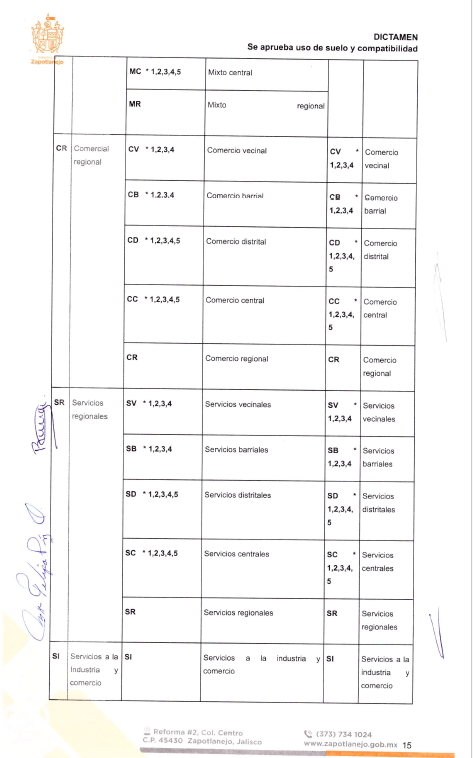 DICTAMEN
Se aprueba uso de suelo y compatibilidad
Zapotlanejo
MC * 1,2,3,4,5 Mixto central
MR Mixto regional
CR Comercial regional CV * 1,2,3,4 Comercio vecinal CV * 1,2,3,4 Comercio vecinal
CB * 1.2.3.4 Comercio barrial CB * 1,2,3,4 Comercio barrial
CD * 1,2,3,4,5 Comercio distrital CD * 1,2,3,4, 5 Comercio distrital
CC * 1,2,3,4,5 Comercio central CC * 1,2,3,4, 5 Comercio central
CR Comercio regional CR Comercio regional
SR Servicios regionales SV * 1,2,3,4 Servicios vecinales SV * 1,2,3,4 Servicios vecinales
SB * 1,2,3,4 Servicios barriales SB * 1,2,3,4 Servicios barriales
SD * 1,2,3,4,5 Servicios distritales SD * 1,2,3,4, 5 Servicios distritales
SC * 1,2,3,4,5 Servicios centrales SC * 1,2,3,4, 5 Servicios centrales
SR Servicios regionales SR Servicios regionales
SI Servicios a la Industria y comercio SI Servicios a la industria y comercio SI Servicios a la industria y comercio
Reforma #2, Col. Centro
C.P. 45430 Zapotlanejo, Jalisco
(373) 734 1024
www.zapotlanejo.gob.mx 15